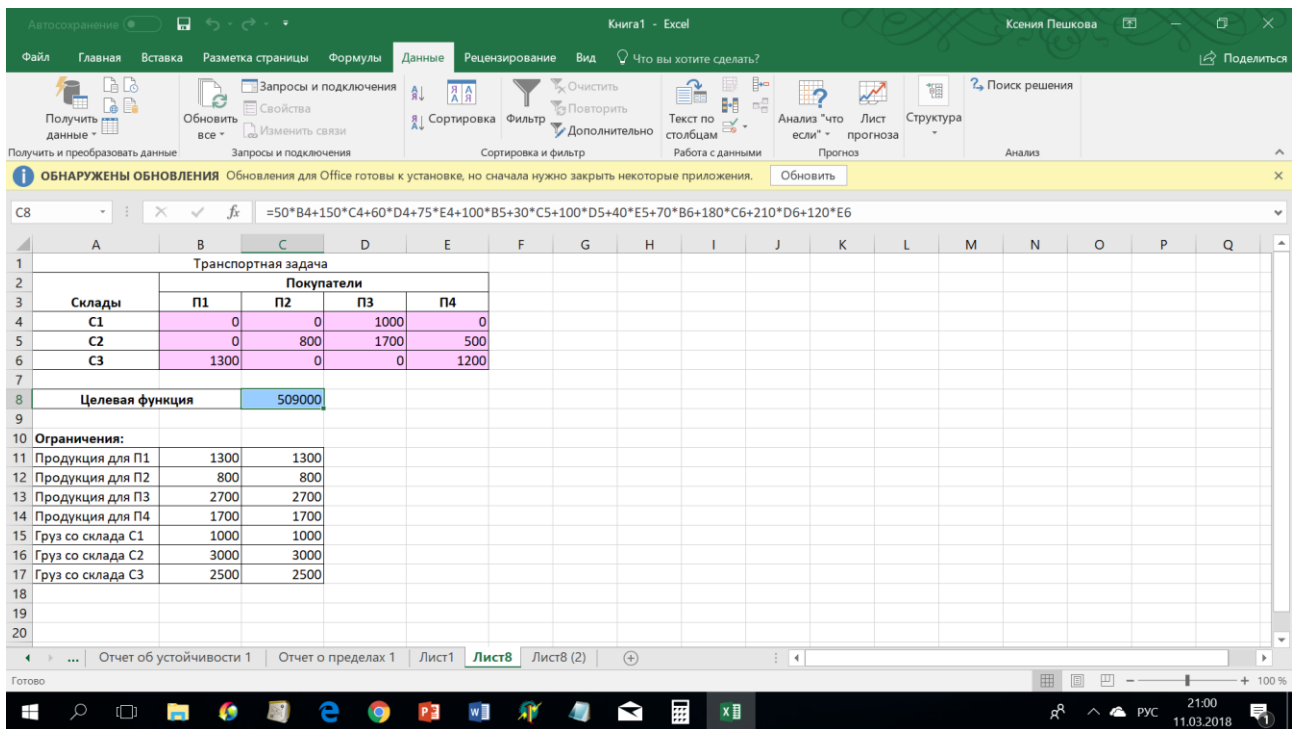 Автосохранение
Книга1 - Excel
Ксения Пешкова
Файл Главная Вставка Разметка страницы Формулы Данные Рецензирование Вид Что вы хотите сделать? Поделиться
Получить данные
Обновить все
Запросы и подключения
Свойства
Изменить связи
Сортировка
Фильтр
Очистить
Повторить
Дополнительно
Текст по столбцам
Анализ "что если"
Лист прогноза
Структура
Поиск решения
Получить и преобразовать данные Запросы и подключения Сортировка и фильтр Работа с данными Прогноз Анализ
ОБНАРУЖЕНЫ ОБНОВЛЕНИЯ Обновления для Office готовы к установке, но сначала нужно закрыть некоторые приложения. Обновить
C8 fx =50*B4+150*C4+60*D4+75*E4+100*B5+30*C5+100*D5+40*E5+70*B6+180*C6+210*D6+120*E6
A B C D E F G H I J K L M N O P Q
1 Транспортная задача
2 Покупатели
3 Склады П1 П2 П3 П4
4 С1 0 0 1000 0
5 С2 0 800 1700 500
6 С3 1300 0 0 1200
7
8 Целевая функция 509000
9
10 Ограничения:
11 Продукция для П1 1300 1300
12 Продукция для П2 800 800
13 Продукция для П3 2700 2700
14 Продукция для П4 1700 1700
15 Груз со склада С1 1000 1000
16 Груз со склада С2 3000 3000
17 Груз со склада С3 2500 2500
18
19
20
... Отчет об устойчивости 1 Отчет о пределах 1 Лист1 Лист8 Лист8 (2)
Готово 100 %
РУС 21:00
11.03.2018